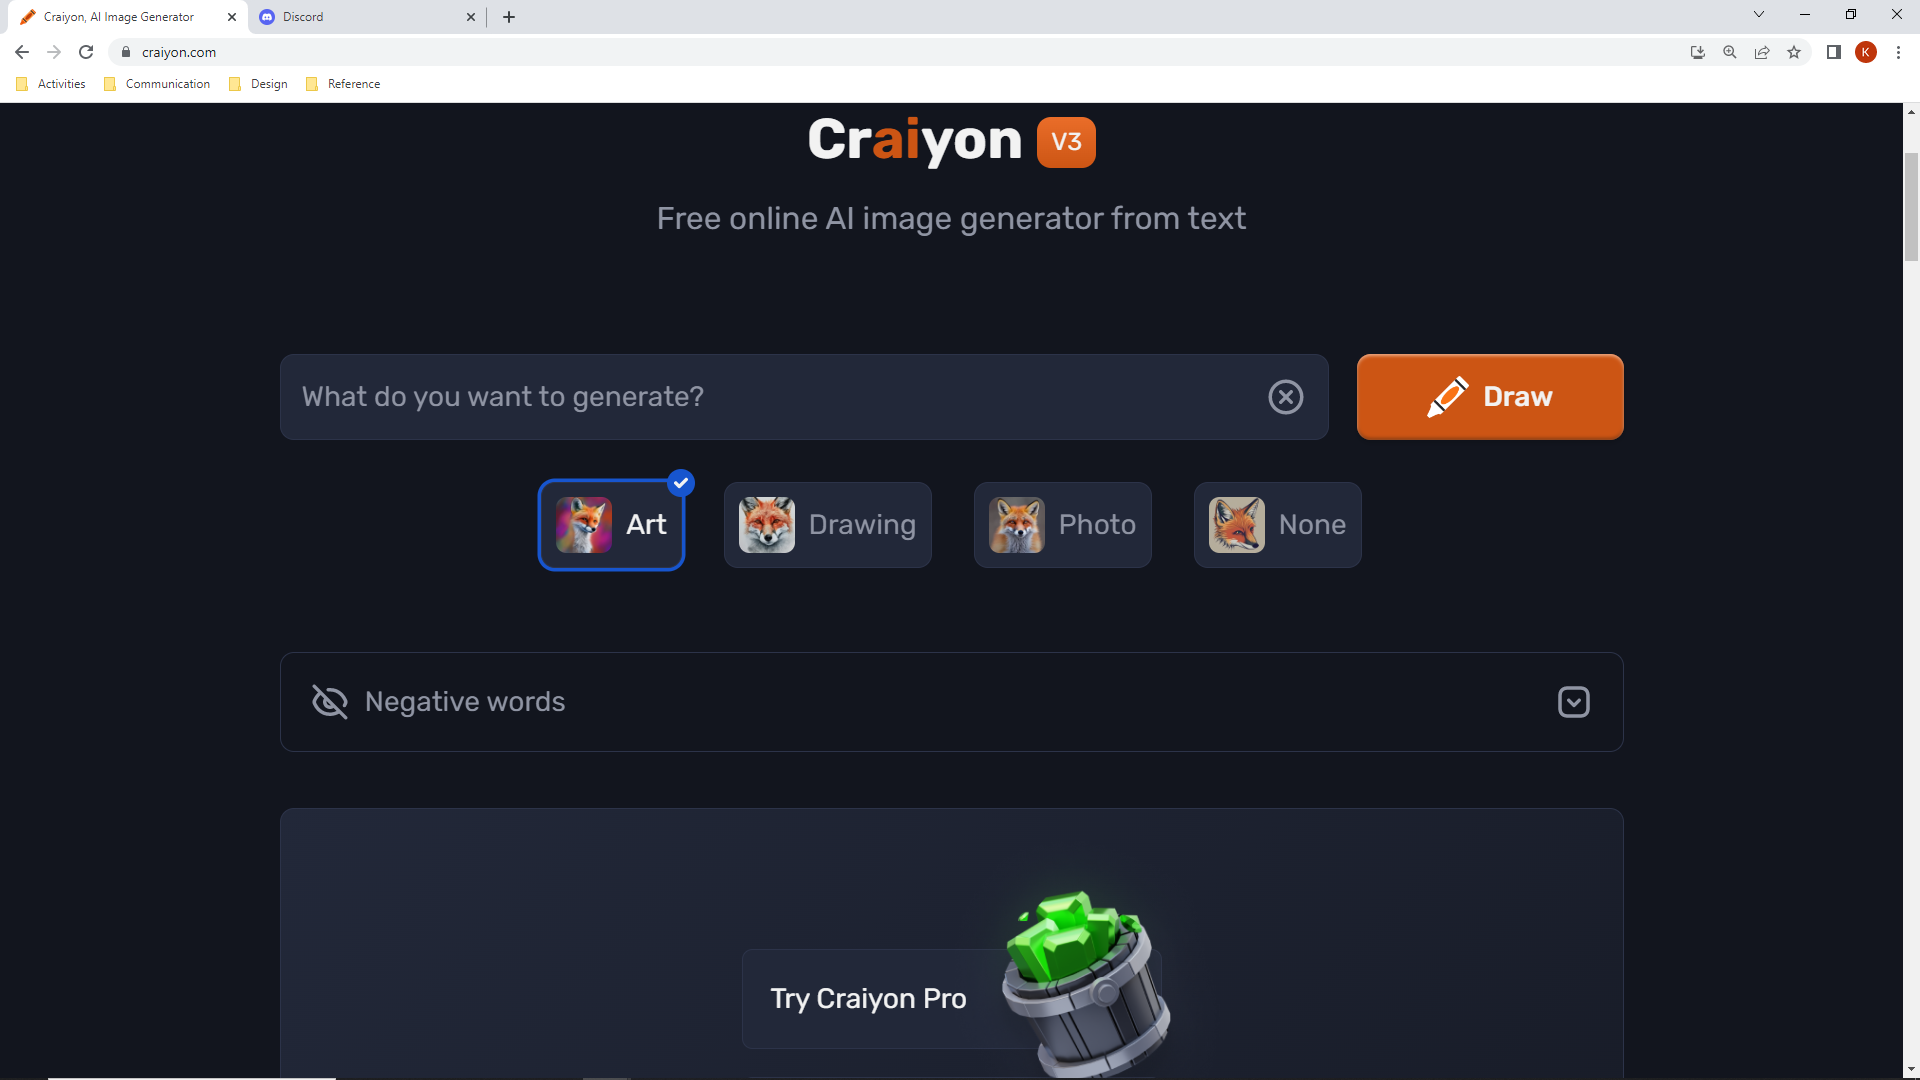 Craiyon, AI Image Generator
Discord
craiyon.com
K
Activities
Communication
Design
Reference
Craiyon V3
Free online AI image generator from text
What do you want to generate?
Draw
Art
Drawing
Photo
None
Negative words
Try Craiyon Pro